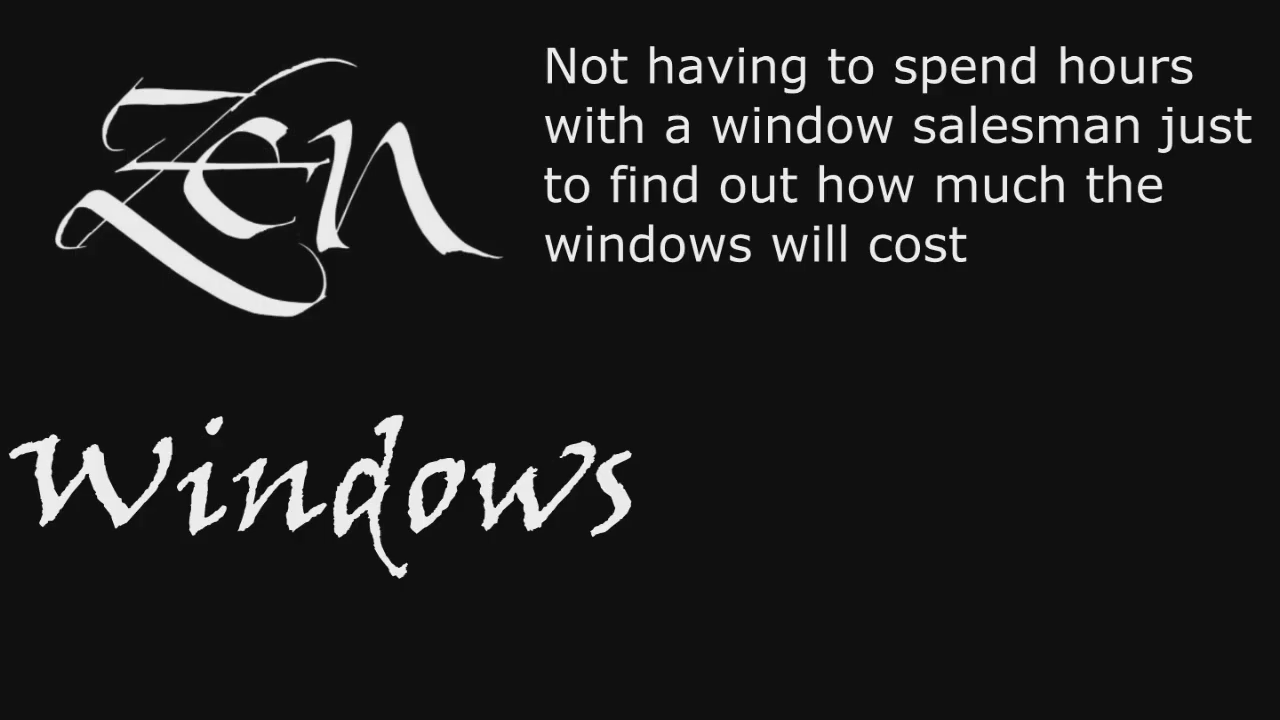 Zen
Not having to spend hours
with a window salesman just
to find out how much the
windows will cost
Windows